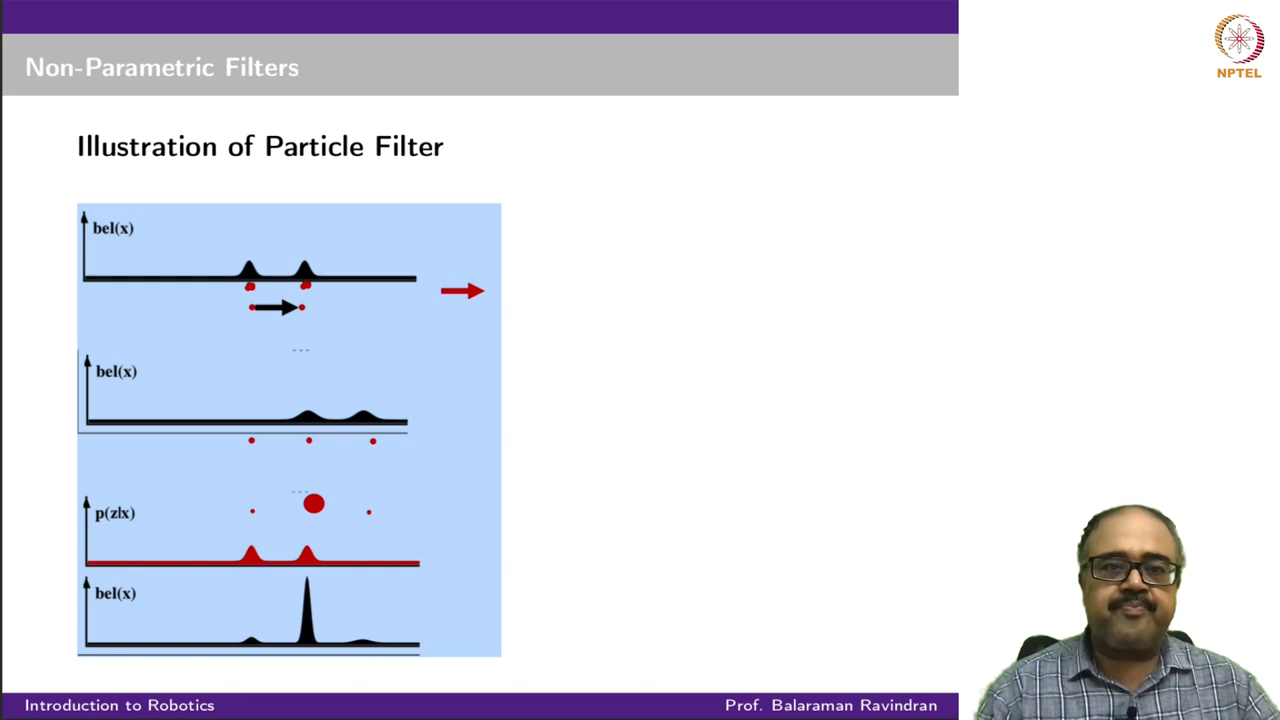 Non-Parametric Filters
NPTEL
Illustration of Particle Filter
bel(x)
bel(x)
p(z|x)
bel(x)
Introduction to Robotics
Prof. Balaraman Ravindran